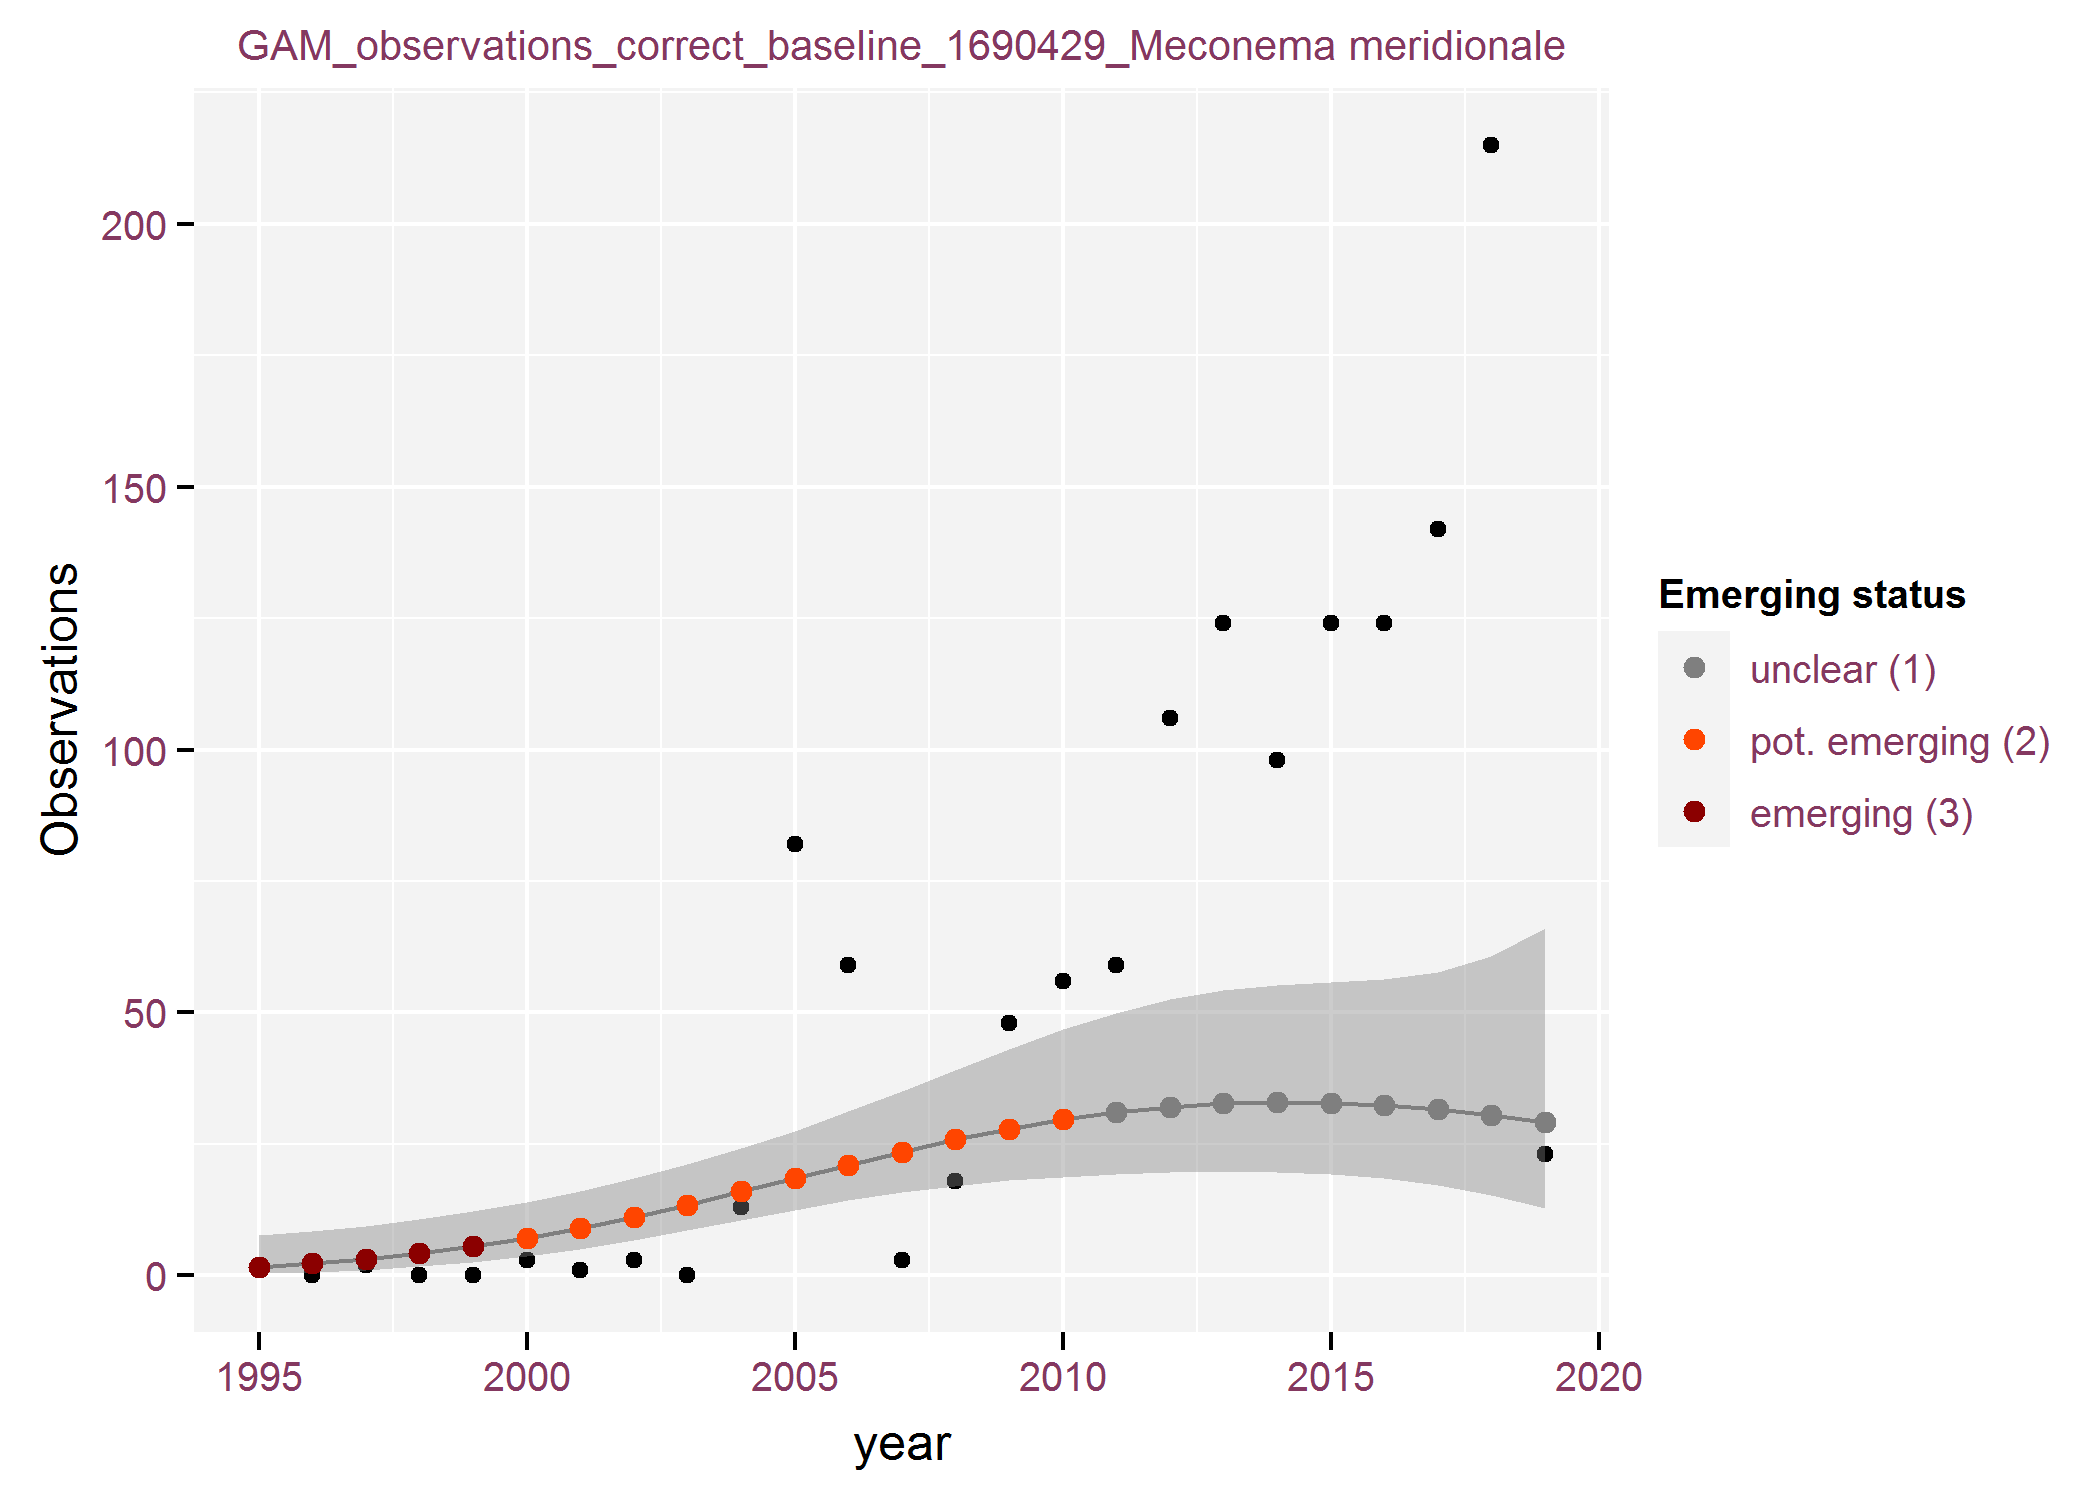 GAM_observations_correct_baseline_1690429_Meconema meridionale
200
150
100
50
0
Observations
1995 2000 2005 2010 2015 2020
year
Emerging status
unclear (1)
pot. emerging (2)
emerging (3)